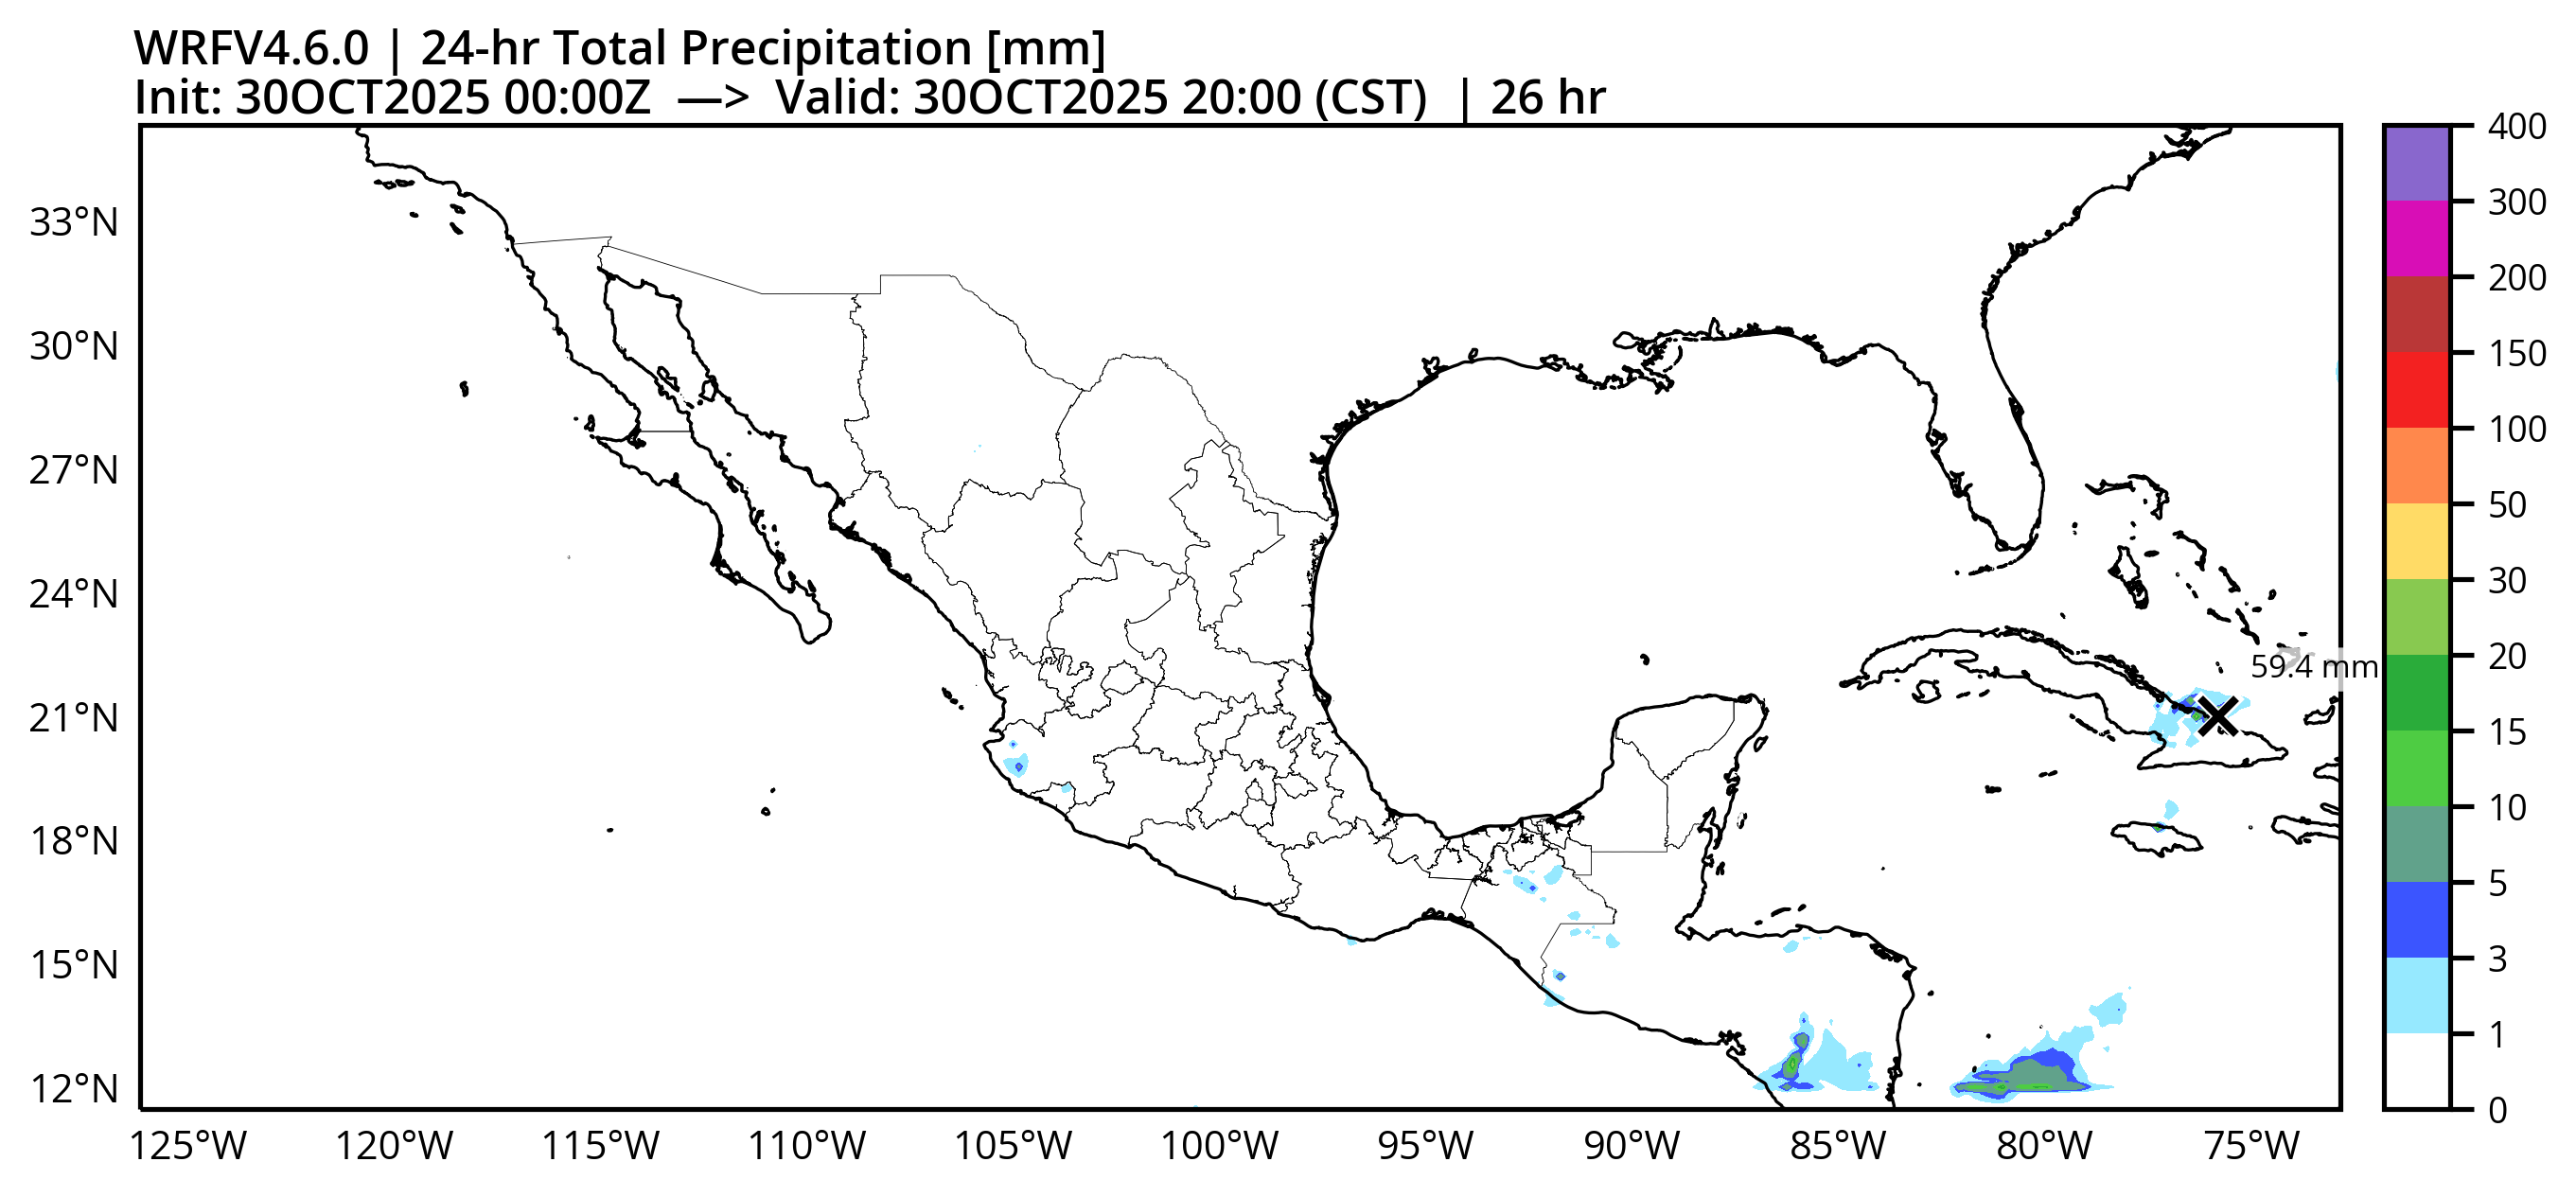 WRFV4.6.0 | 24-hr Total Precipitation [mm]
Init: 30OCT2025 00:00Z —> Valid: 30OCT2025 20:00 (CST) | 26 hr
33°N
30°N
27°N
24°N
21°N
18°N
15°N
12°N
125°W 120°W 115°W 110°W 105°W 100°W 95°W 90°W 85°W 80°W 75°W
59.4 mm
400
300
200
150
100
50
30
20
15
10
5
3
1
0